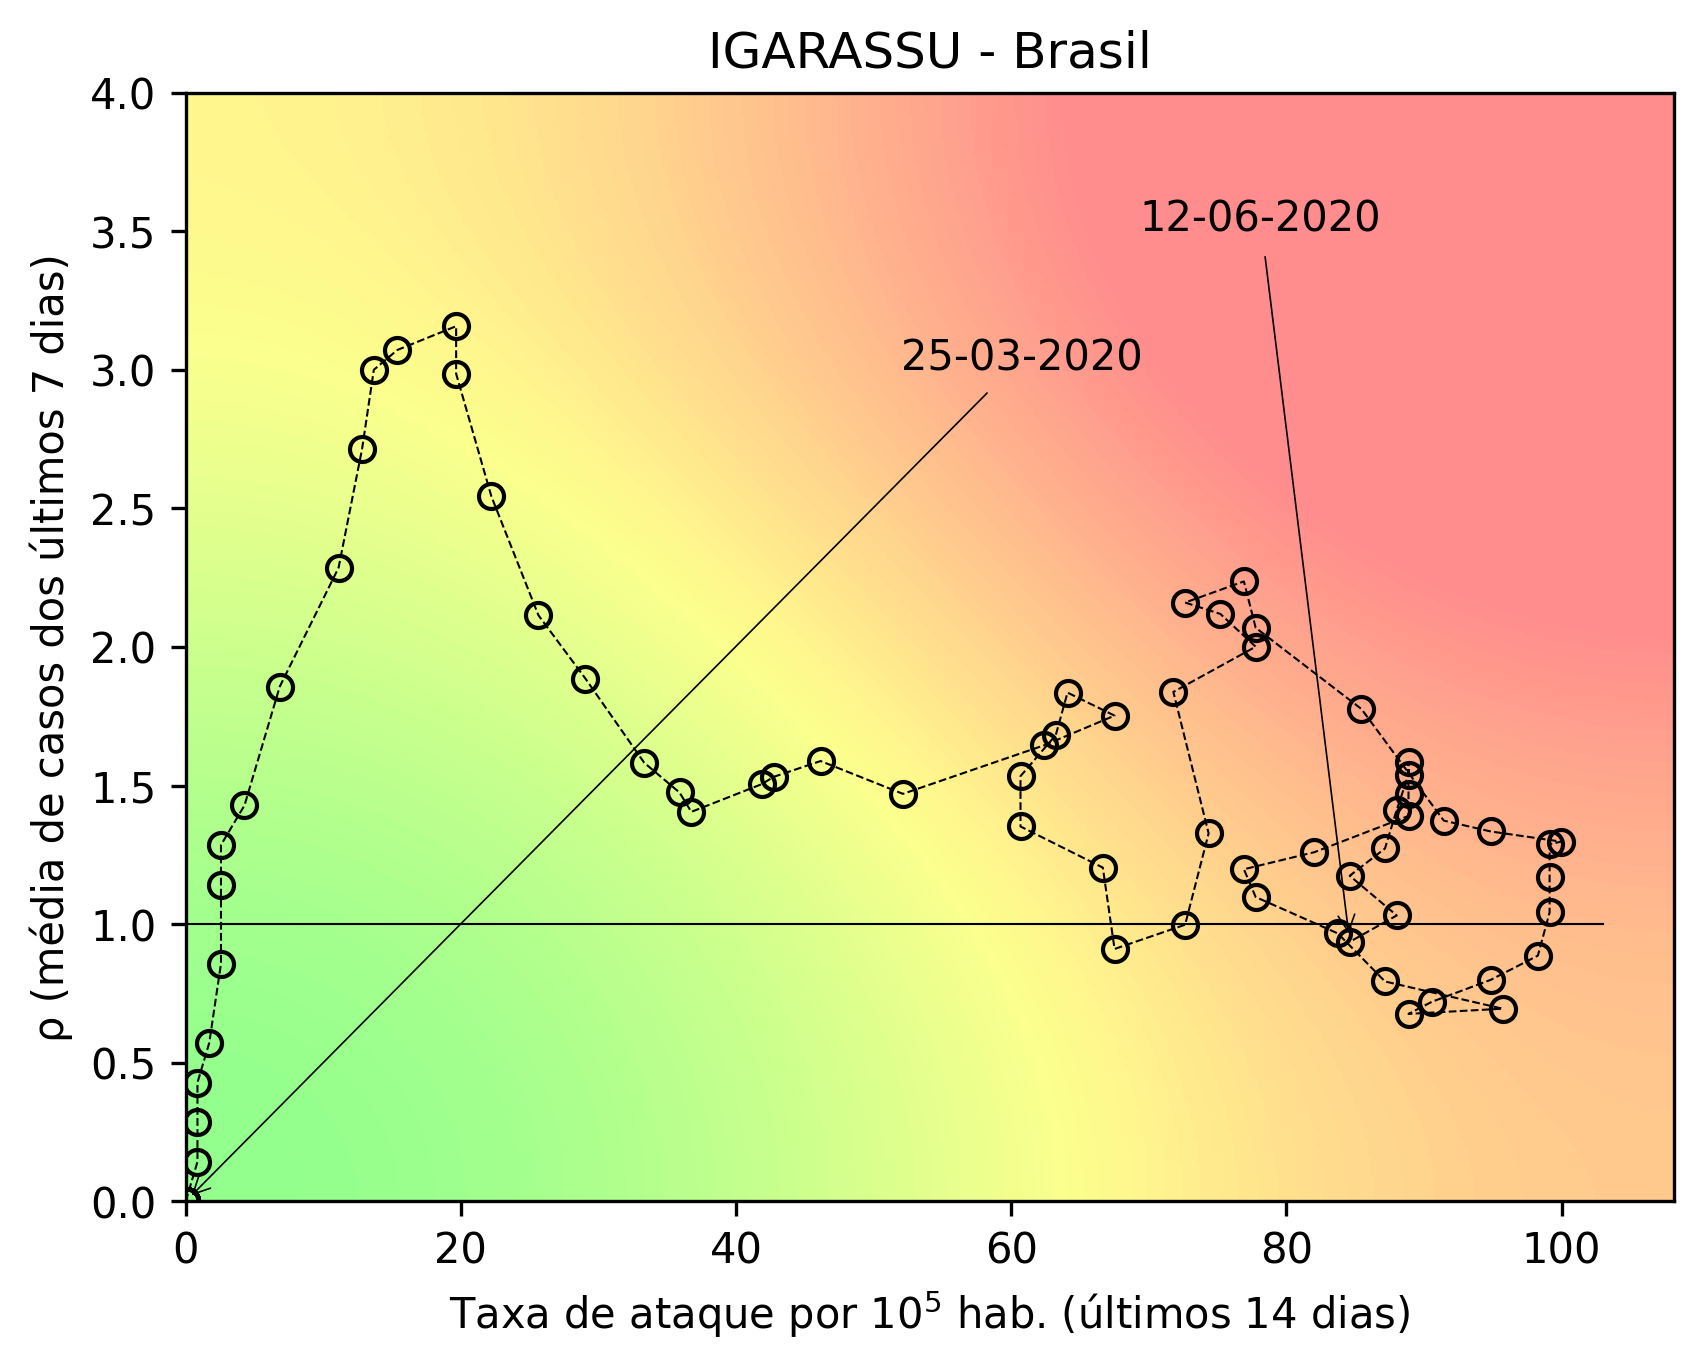 IGARASSU - Brasil
4.0
3.5
3.0
2.5
2.0
1.5
1.0
0.5
0.0
ρ (média de casos dos últimos 7 dias)
12-06-2020
25-03-2020
0 20 40 60 80 100
Taxa de ataque por 10⁵ hab. (últimos 14 dias)